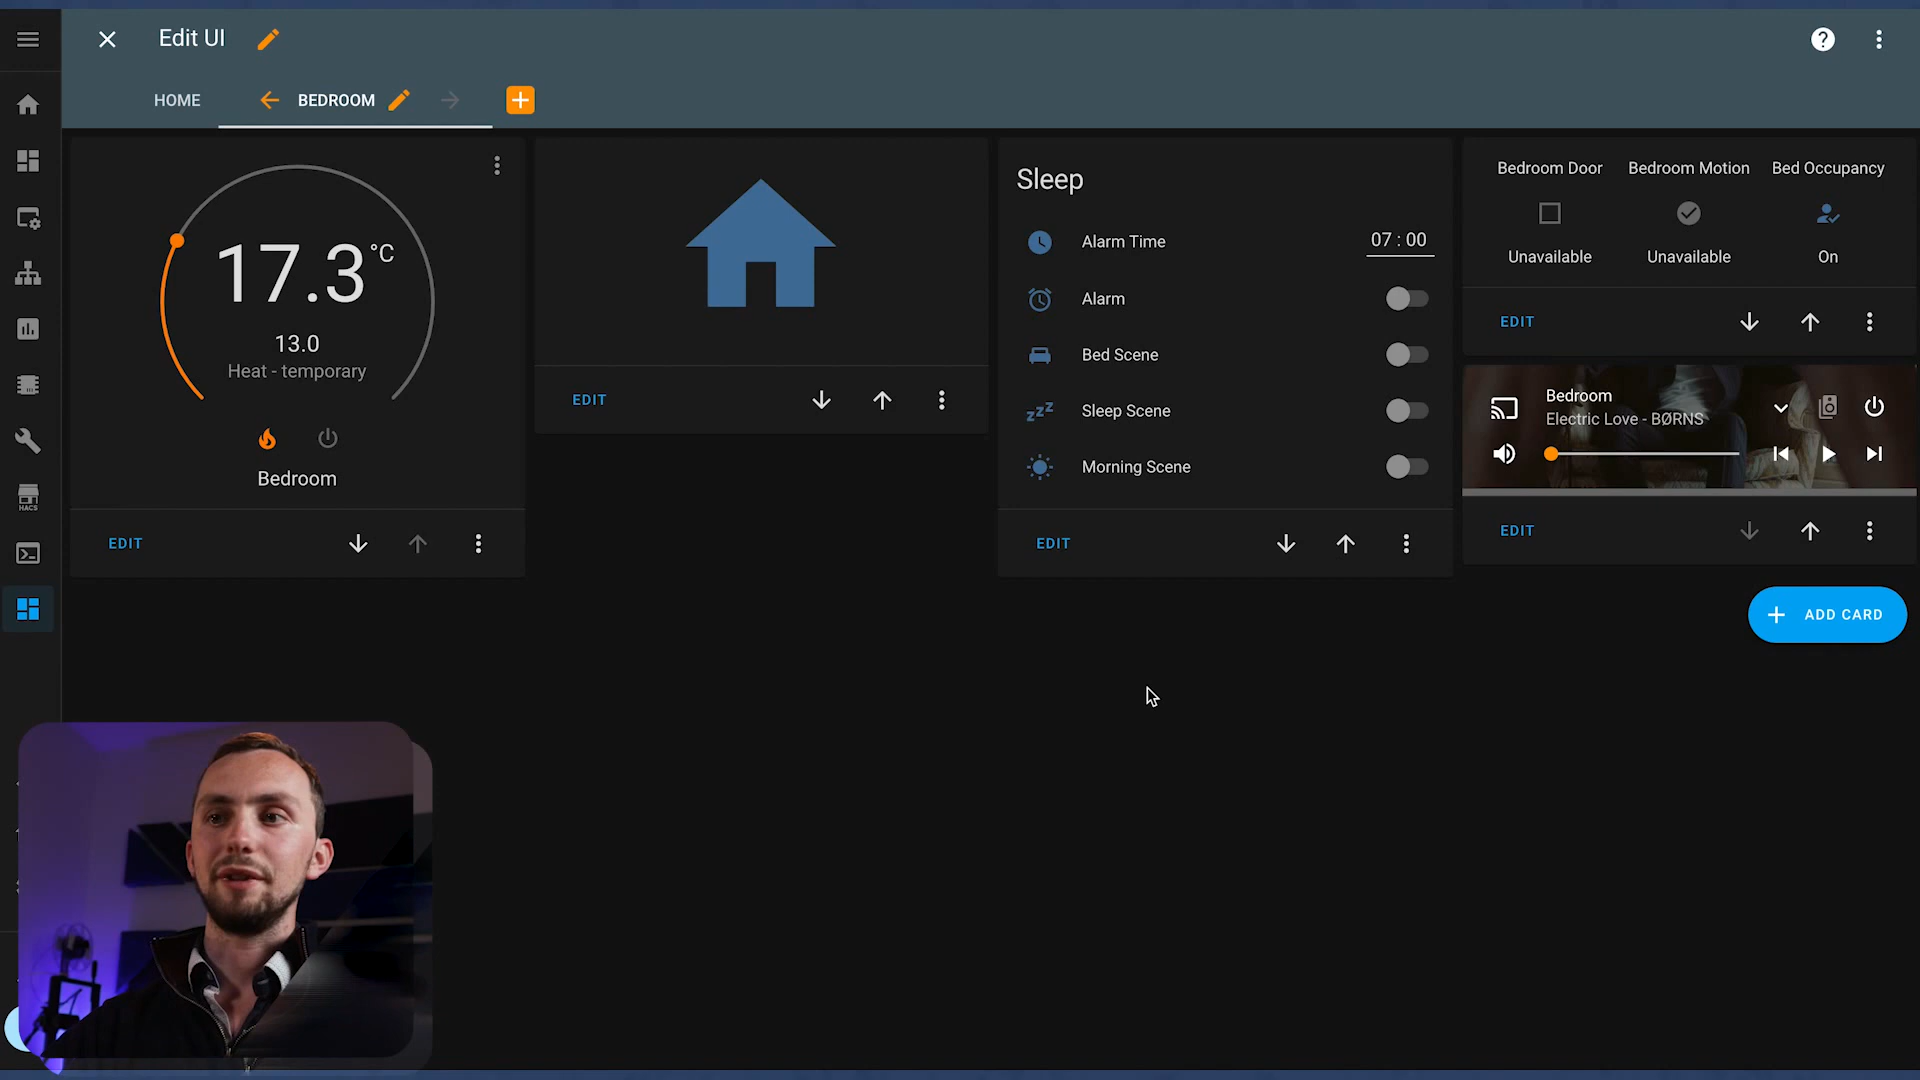 Edit UI
HOME
BEDROOM
17.3 °C
13.0
Heat - temporary
Bedroom
EDIT
EDIT
Sleep
Alarm Time
07 : 00
Alarm
Bed Scene
Sleep Scene
Morning Scene
EDIT
Bedroom Door
Bedroom Motion
Bed Occupancy
Unavailable
Unavailable
On
EDIT
Bedroom
Electric Love - BØRNS
EDIT
ADD CARD
HACS